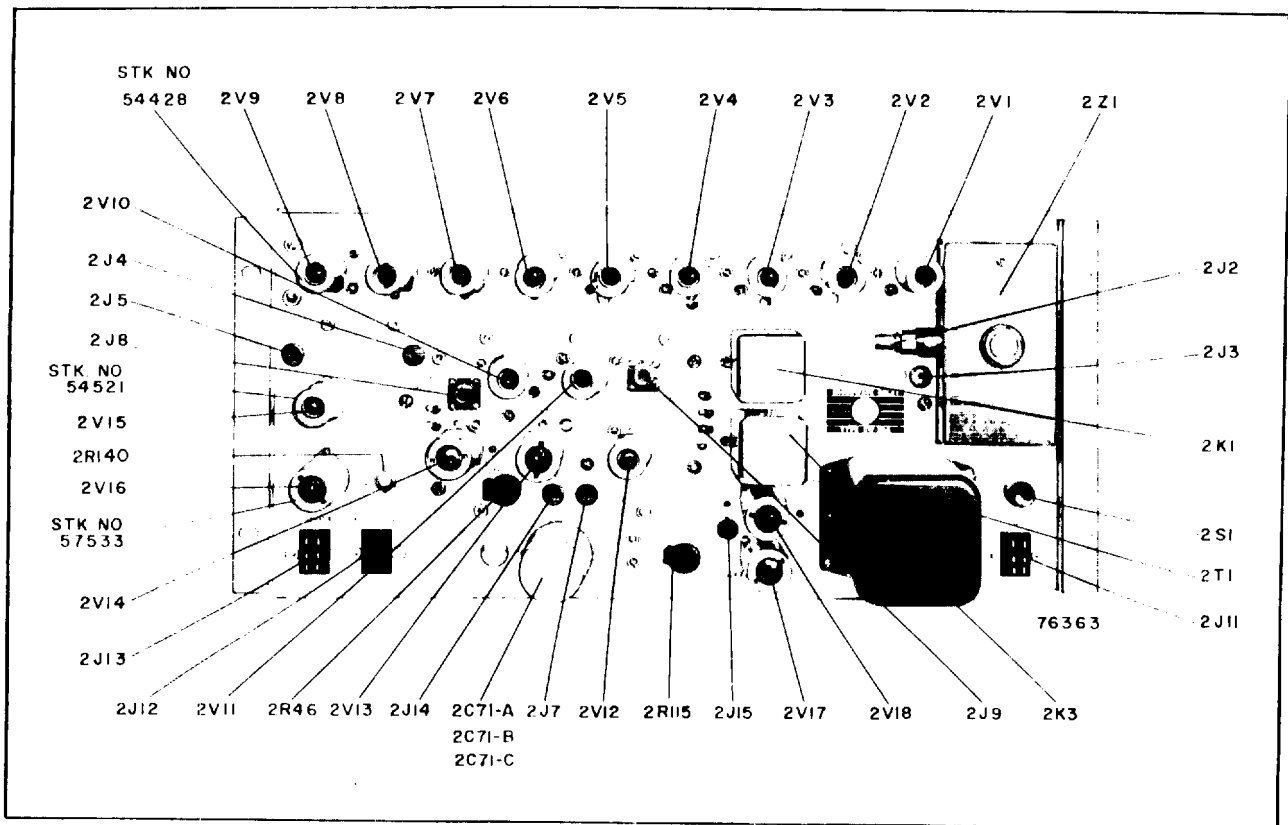 STK NO
54428 2V9 2V8 2V7 2V6 2V5 2V4 2V3 2V2 2V1 2Z1
2V10
2J4
2J5
2J8
STK. NO
54521
2V15
2R140
2V16
STK NO
57533
2V14
2J13
2J2
2J3
2K1
2S1
2T1
2J11
76363
2J12 2V11 2R46 2V13 2J14 2C71-A 2J7 2V12 2R115 2J15 2V17 2V18 2J9 2K3
2C71-B
2C71-C